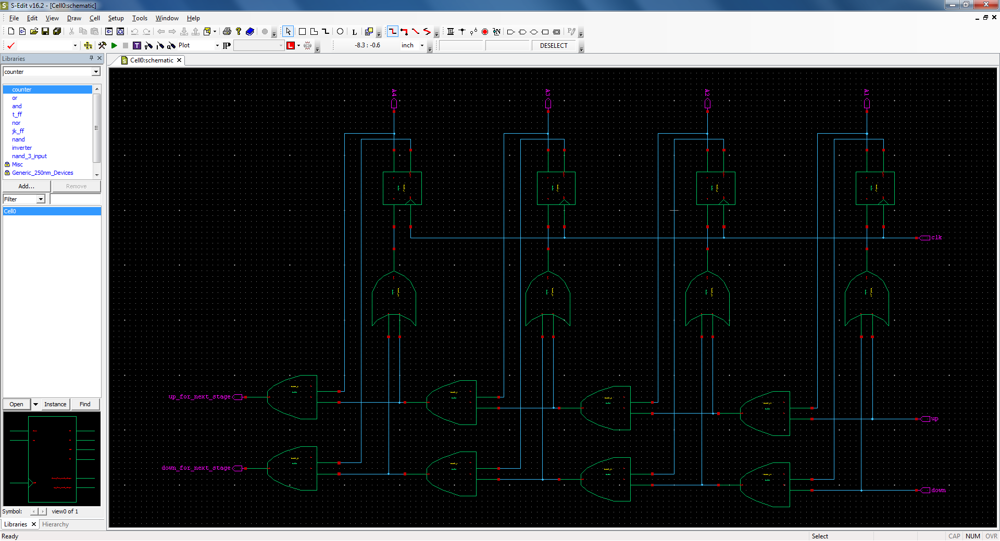 S-Edit v16.2 - [Cell0:schematic]
File Edit View Draw Cell Setup Tools Window Help
Plot
-8.3 : -0.6 inch DESELECT
Libraries
Cell0:schematic
counter
counter
or
and
t_ff
nor
jk_ff
nand
inverter
nand_3_input
Misc
Generic_250nm_Devices
Add... Remove
Filter
Cell0
Open Instance Find
Symbol: view0 of 1
Libraries Hierarchy
A4 A3 A2 A1
clk
up_for_next_stage
up
down_for_next_stage
down
Ready Select CAP NUM OVR